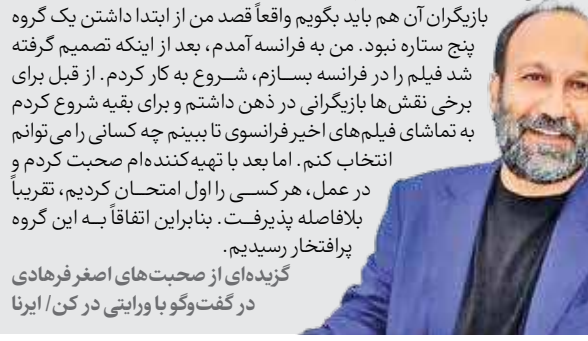 بازیگران آن هم باید بگویم واقعاً قصد من از ابتدا داشتن یک گروه
پنج ستاره نبود. من به فرانسه آمدم، بعد از اینکه تصمیم گرفته
شد فیلم را در فرانسه بسازم، شروع به کار کردم. از قبل برای
برخی نقش‌ها بازیگرانی در ذهن داشتم و برای بقیه شروع کردم
به تماشای فیلم‌های اخیر فرانسوی تا ببینم چه کسانی را می‌توانم
انتخاب کنم. اما بعد با تهیه‌کننده‌ام صحبت کردم و
در عمل، هر کسی را اول امتحان کردیم، تقریباً
بلافاصله پذیرفت. بنابراین اتفاقاً به این گروه
پرافتخار رسیدیم.
گزیده‌ای از صحبت‌های اصغر فرهادی
در گفت‌وگو با ورایتی در کن/ ایرنا